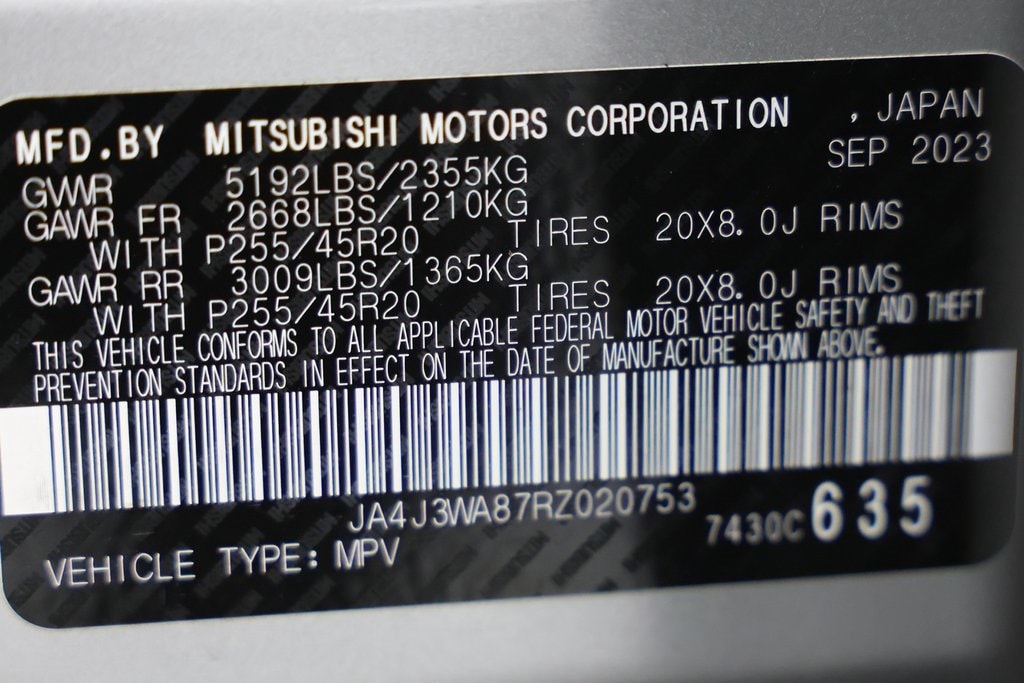 MFD.BY MITSUBISHI MOTORS CORPORATION , JAPAN
SEP 2023
GVWR 5192LBS/2355KG
GAWR FR 2668LBS/1210KG
WITH P255/45R20 TIRES 20X8.0J RIMS
GAWR RR 3009LBS/1365KG
WITH P255/45R20 TIRES 20X8.0J RIMS
THIS VEHICLE CONFORMS TO ALL APPLICABLE FEDERAL MOTOR VEHICLE SAFETY AND THEFT
PREVENTION STANDARDS IN EFFECT ON THE DATE OF MANUFACTURE SHOWN ABOVE.
JA4J3WA87RZ020753
7430C 635
VEHICLE TYPE: MPV